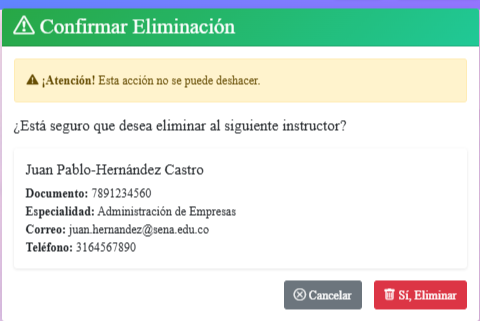 Confirmar Eliminación
¡Atención! Esta acción no se puede deshacer.
¿Está seguro que desea eliminar al siguiente instructor?
Juan Pablo-Hernández Castro
Documento: 7891234560
Especialidad: Administración de Empresas
Correo: juan.hernandez@sena.edu.co
Teléfono: 3164567890
Cancelar
Sí, Eliminar